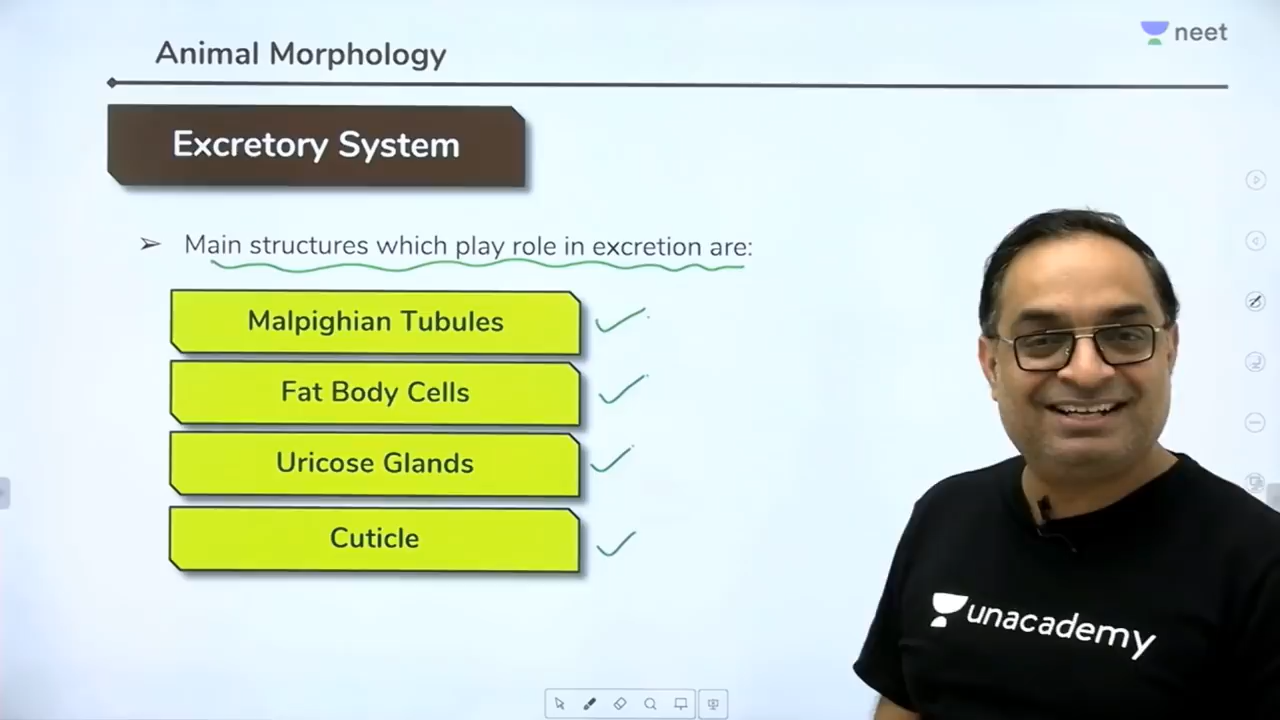 Animal Morphology
neet
Excretory System
➢ Main structures which play role in excretion are:
Malpighian Tubules
Fat Body Cells
Uricose Glands
Cuticle
unacademy